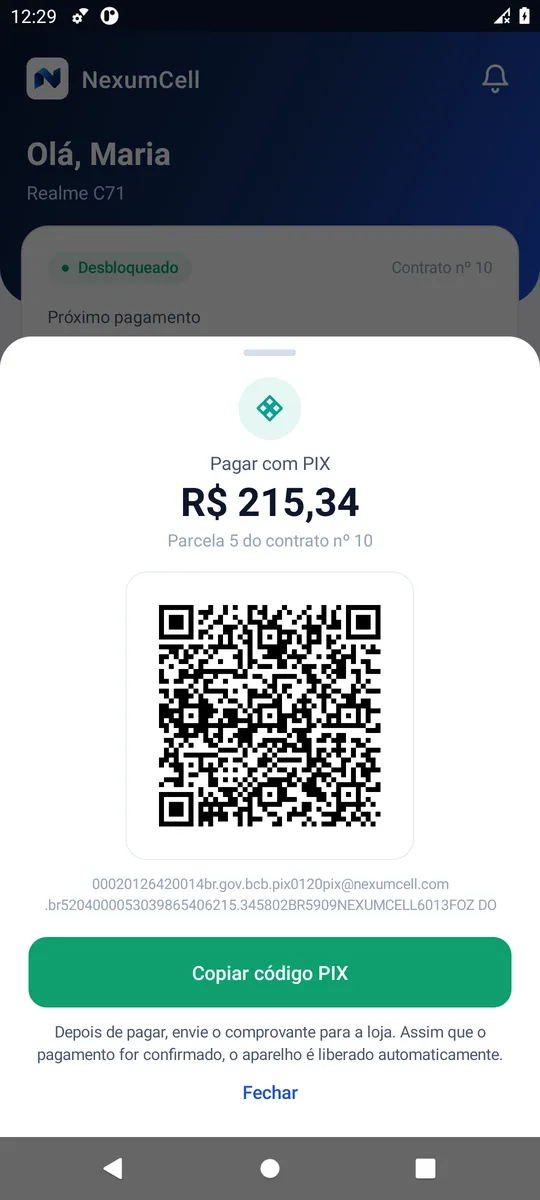 12:29
NexumCell
Olá, Maria
Realme C71
Desbloqueado
Contrato nº 10
Próximo pagamento
Pagar com PIX
R$ 215,34
Parcela 5 do contrato nº 10
00020126420014br.gov.bcb.pix0120pix@nexumcell.com
.br5204000053039865406215.345802BR5909NEXUMCELL6013FOZ DO
Copiar código PIX
Depois de pagar, envie o comprovante para a loja. Assim que o
pagamento for confirmado, o aparelho é liberado automaticamente.
Fechar